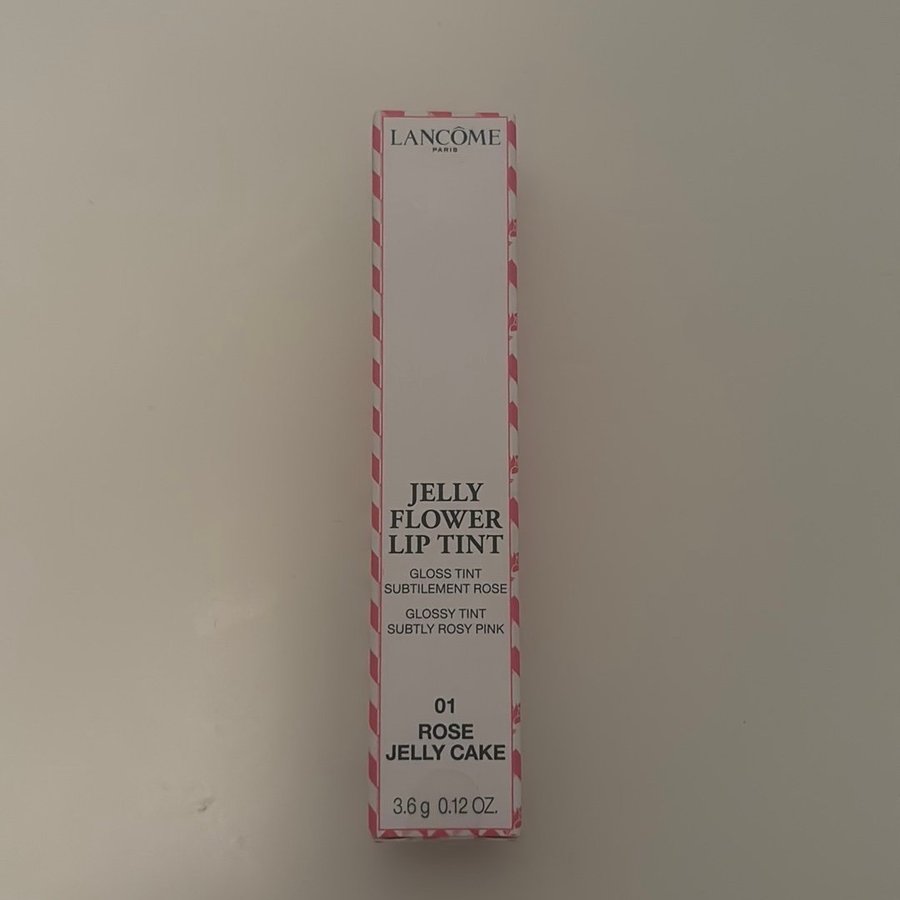 LANCÔME
PARIS
JELLY
FLOWER
LIP TINT
GLOSS TINT
SUBTILEMENT ROSE
GLOSSY TINT
SUBTLY ROSY PINK
01
ROSE
JELLY CAKE
3.6 g 0.12 OZ.